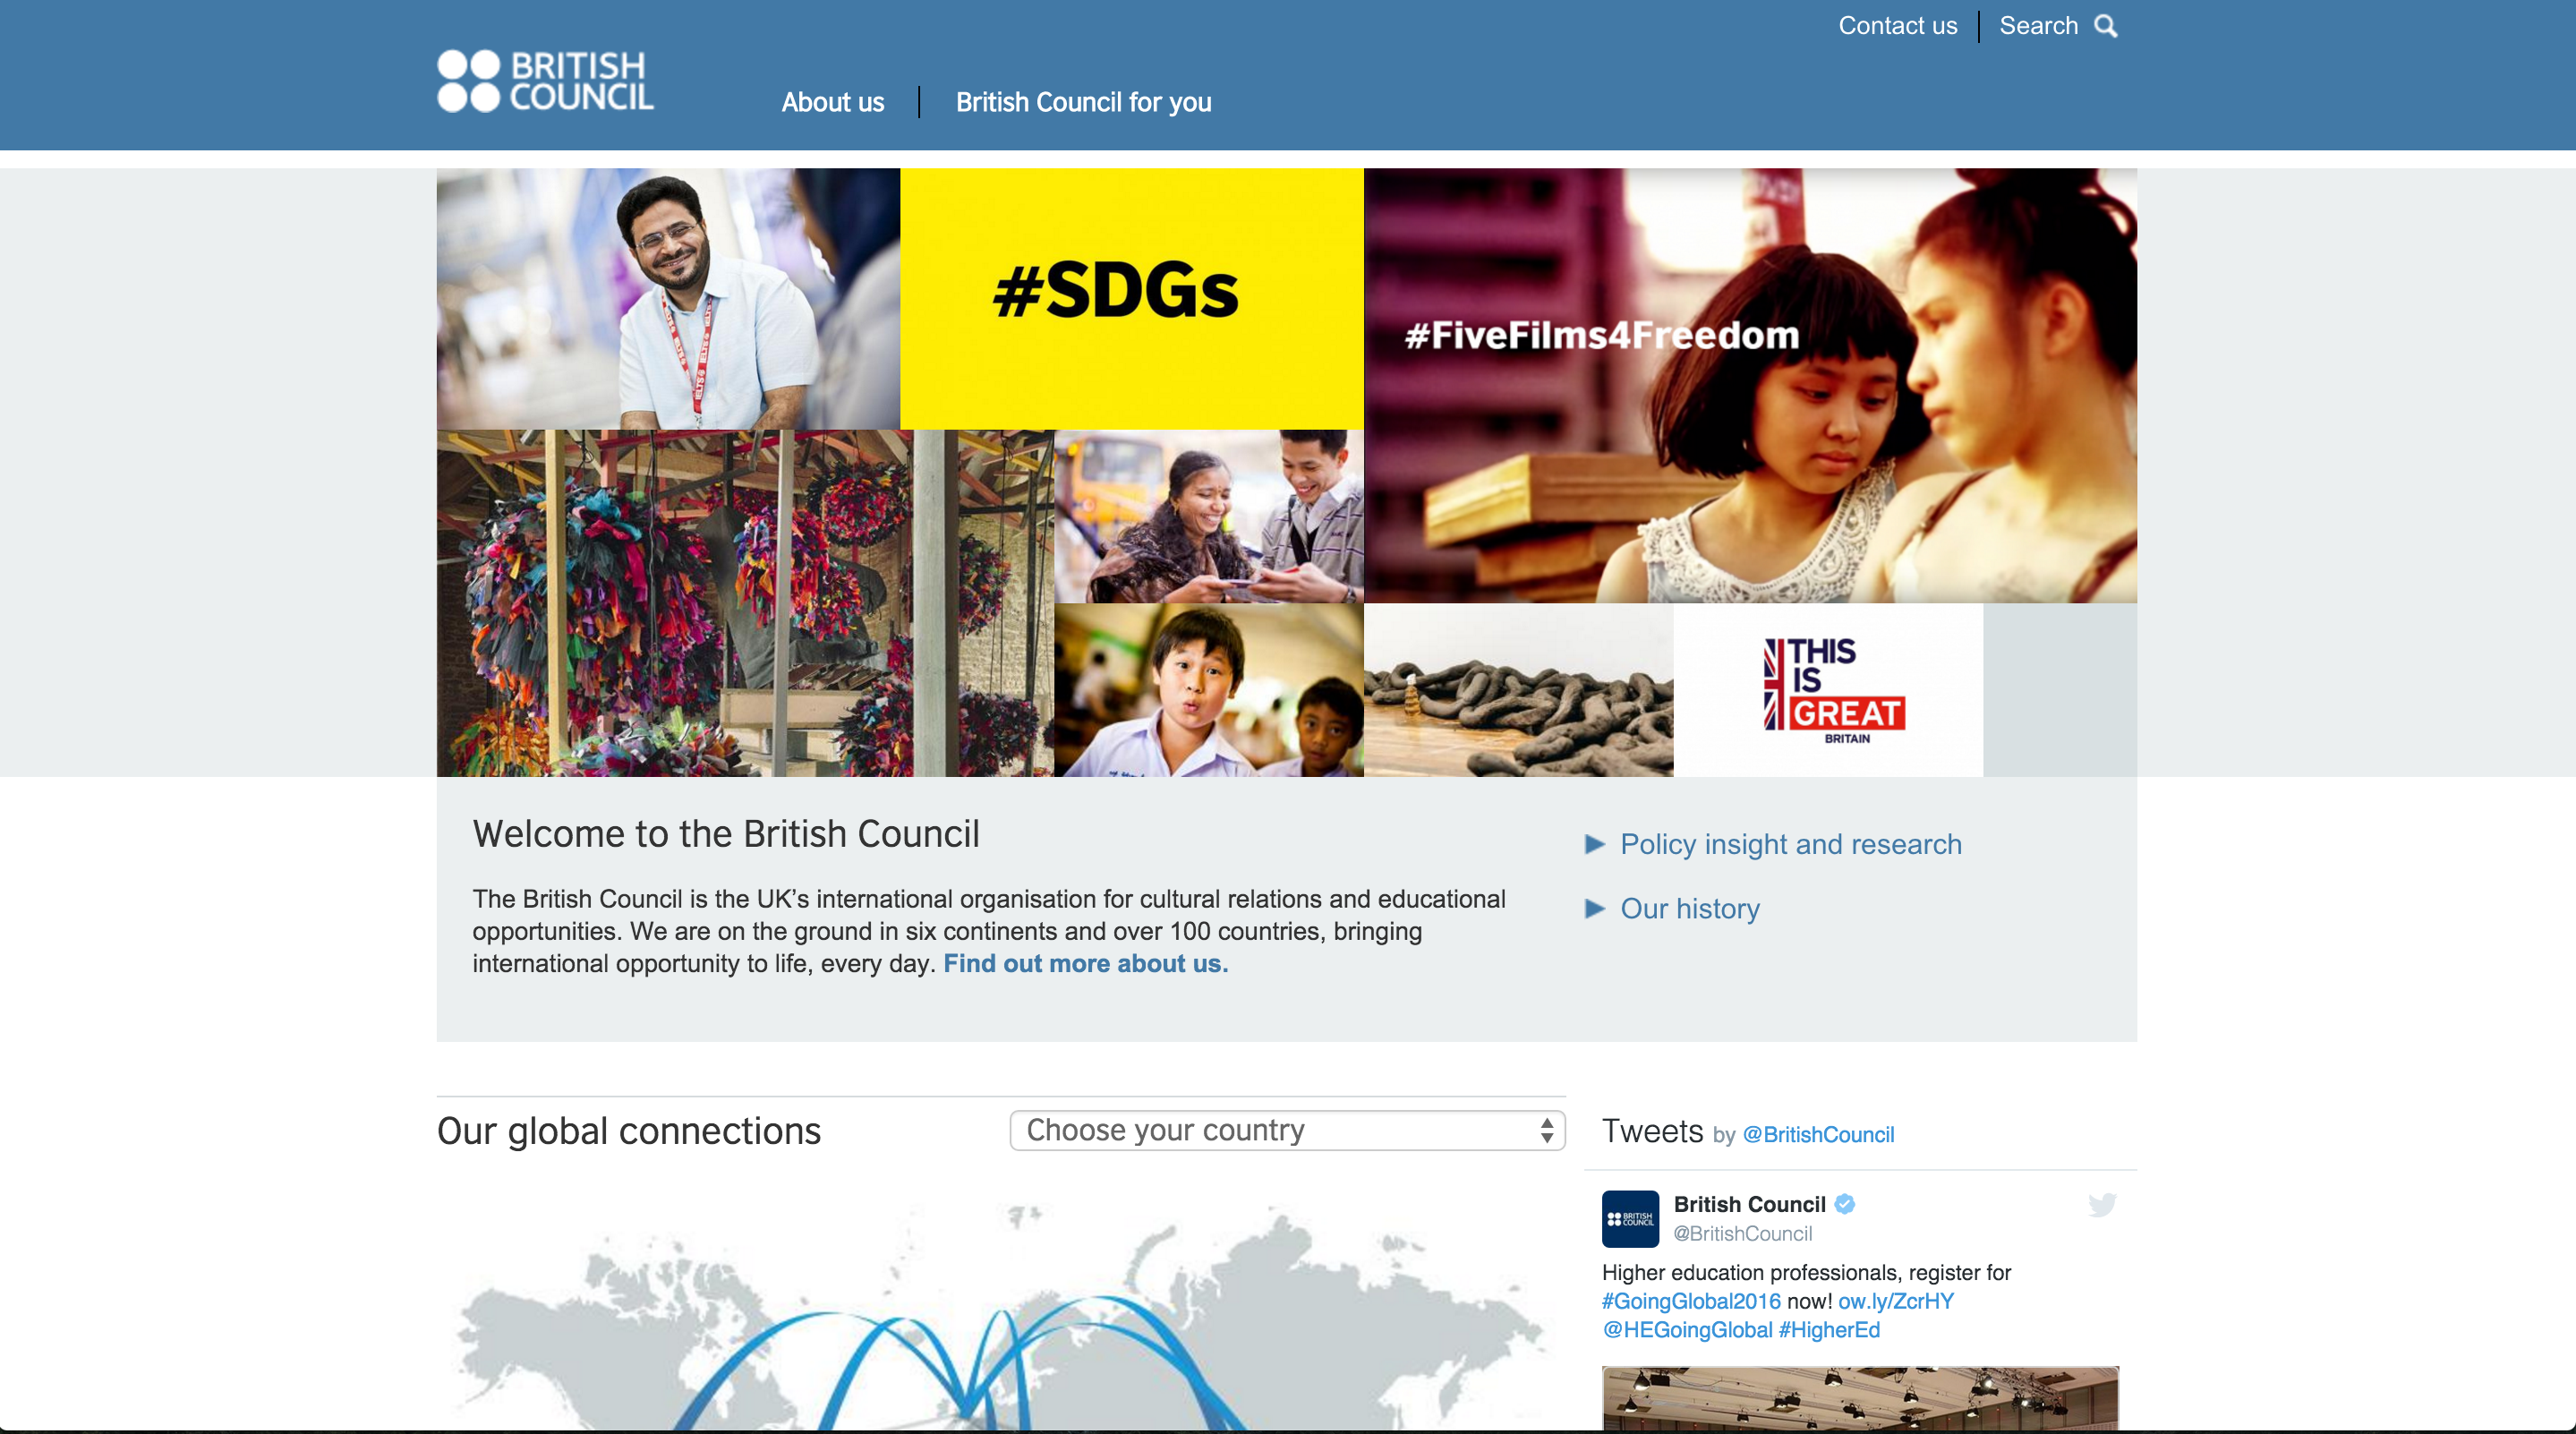 Contact us
Search
BRITISH
COUNCIL
About us
British Council for you
#SDGs
#FiveFilms4Freedom
THIS
IS
GREAT
BRITAIN
Welcome to the British Council
The British Council is the UK’s international organisation for cultural relations and educational
opportunities. We are on the ground in six continents and over 100 countries, bringing
international opportunity to life, every day. Find out more about us.
Policy insight and research
Our history
Our global connections
Choose your country
Tweets by @BritishCouncil
BRITISH
COUNCIL
British Council
@BritishCouncil
Higher education professionals, register for
#GoingGlobal2016 now! ow.ly/ZcrHY
@HEGoingGlobal #HigherEd